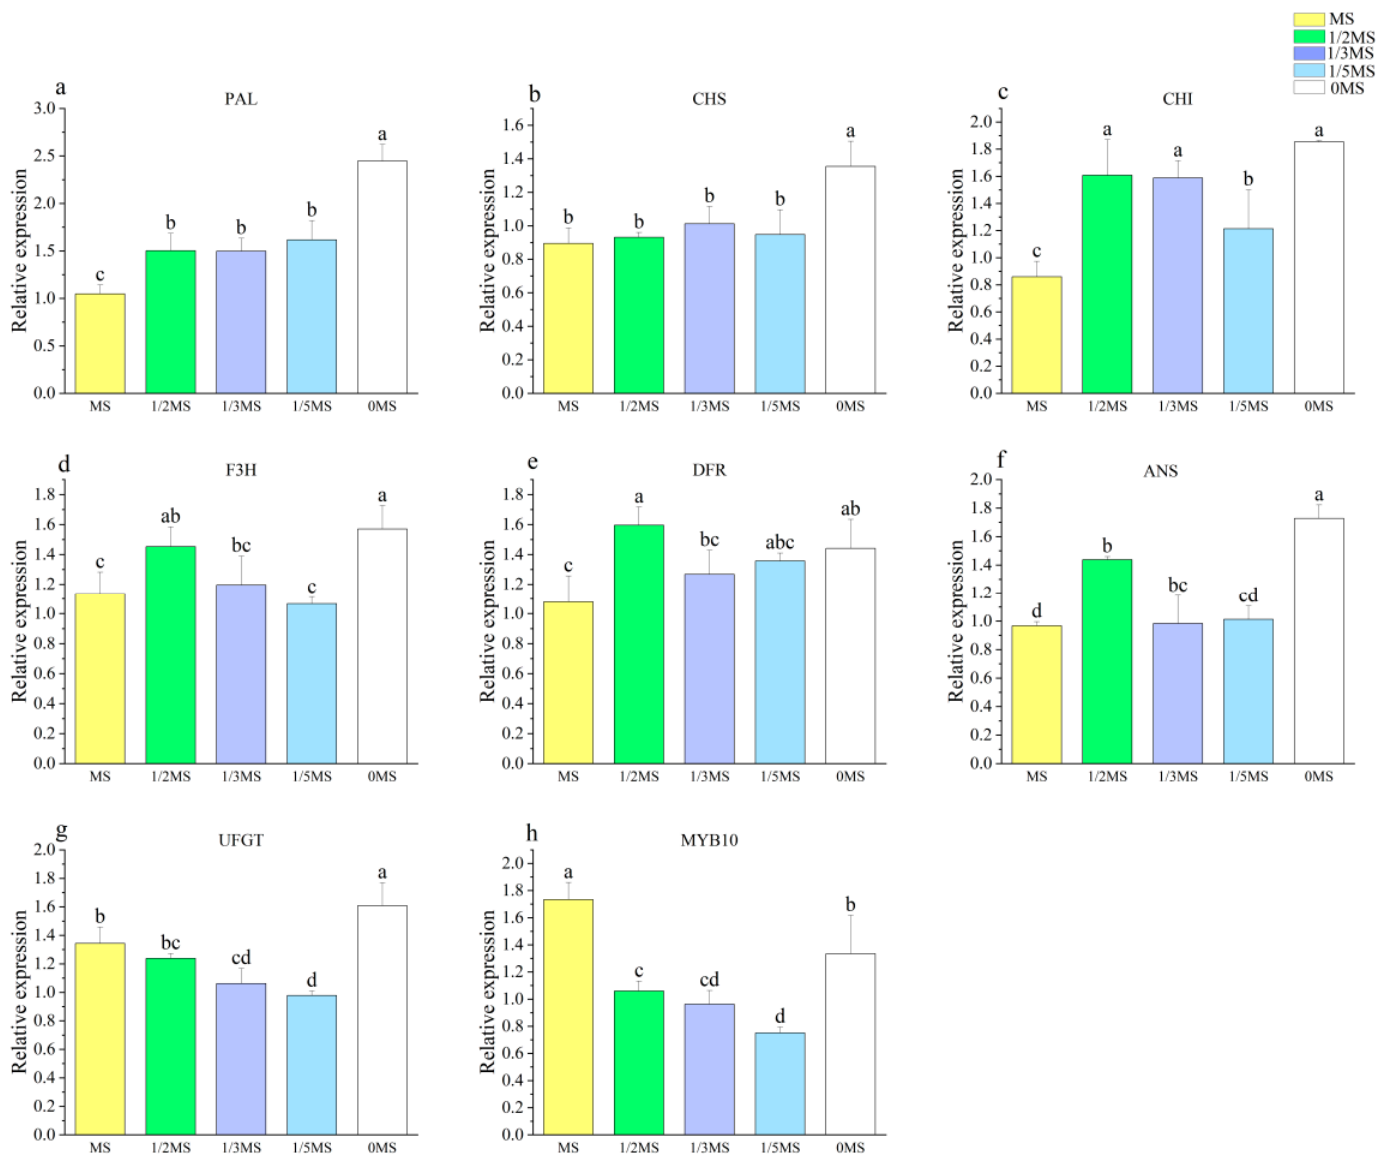 MS
1/2MS
1/3MS
1/5MS
0MS
a
PAL
Relative expression
3.0
2.5
2.0
1.5
1.0
0.5
0.0
c
b
b
b
a
MS 1/2MS 1/3MS 1/5MS 0MS
b
CHS
Relative expression
1.6
1.4
1.2
1.0
0.8
0.6
0.4
0.2
0.0
b
b
b
b
a
MS 1/2MS 1/3MS 1/5MS 0MS
c
CHI
Relative expression
2.0
1.8
1.6
1.4
1.2
1.0
0.8
0.6
0.4
0.2
0.0
c
a
a
b
a
MS 1/2MS 1/3MS 1/5MS 0MS
d
F3H
Relative expression
1.8
1.6
1.4
1.2
1.0
0.8
0.6
0.4
0.2
0.0
c
ab
bc
c
a
MS 1/2MS 1/3MS 1/5MS 0MS
e
DFR
Relative expression
1.8
1.6
1.4
1.2
1.0
0.8
0.6
0.4
0.2
0.0
c
a
bc
abc
ab
MS 1/2MS 1/3MS 1/5MS 0MS
f
ANS
Relative expression
2.0
1.8
1.6
1.4
1.2
1.0
0.8
0.6
0.4
0.2
0.0
d
b
bc
cd
a
MS 1/2MS 1/3MS 1/5MS 0MS
g
UFGT
Relative expression
2.0
1.8
1.6
1.4
1.2
1.0
0.8
0.6
0.4
0.2
0.0
b
bc
cd
d
a
MS 1/2MS 1/3MS 1/5MS 0MS
h
MYB10
Relative expression
2.0
1.8
1.6
1.4
1.2
1.0
0.8
0.6
0.4
0.2
0.0
a
c
cd
d
b
MS 1/2MS 1/3MS 1/5MS 0MS